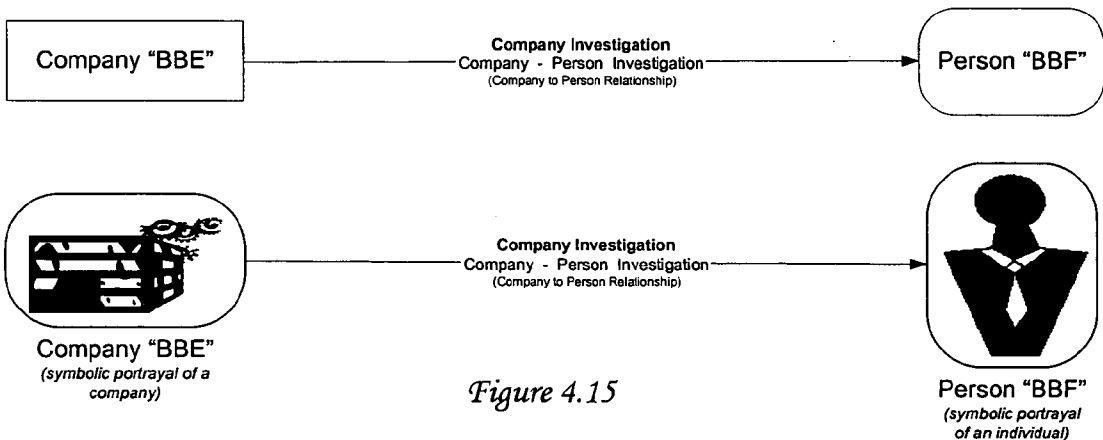 Company "BBE"
Company Investigation
Company - Person Investigation
(Company to Person Relationship)
Person "BBF"
Company Investigation
Company - Person Investigation
(Company to Person Relationship)
Company "BBE"
(symbolic portrayal of a
company)
Figure 4.15
Person "BBF"
(symbolic portrayal
of an individual)